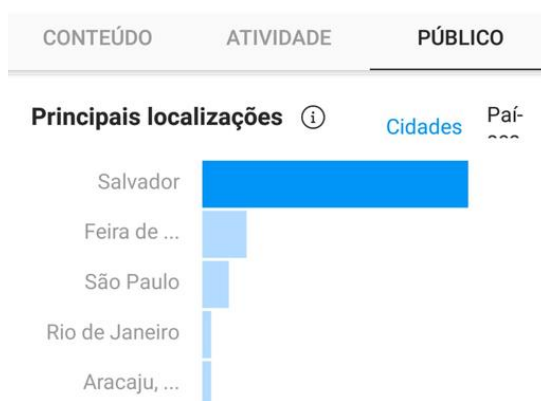 CONTEÚDO ATIVIDADE PÚBLICO
Principais localizações Cidades Paí-
Salvador
Feira de ...
São Paulo
Rio de Janeiro
Aracaju, ...